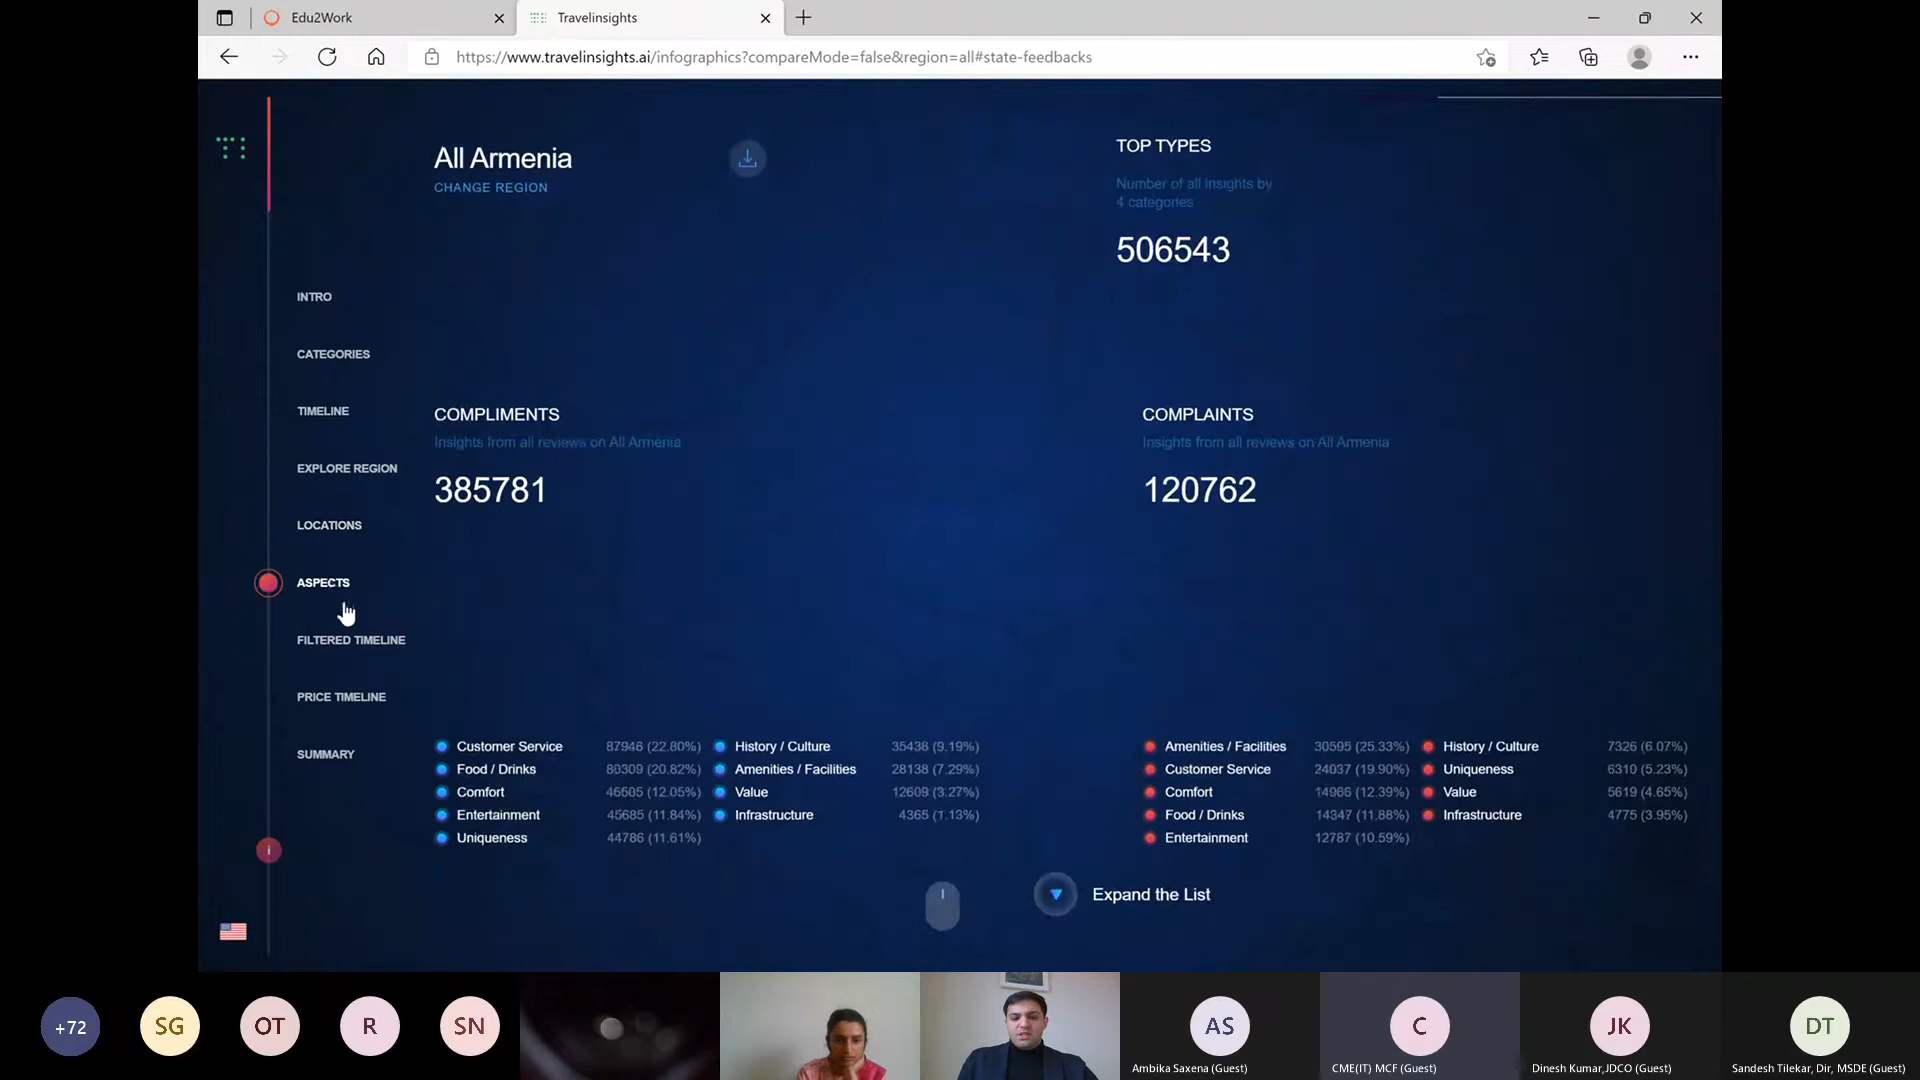 Edu2Work
Travelinsights
https://www.travelinsights.ai/infographics?compareMode=false&region=all#state-feedbacks
All Armenia
CHANGE REGION
TOP TYPES
Number of all Insights by
4 categories
506543
INTRO
CATEGORIES
TIMELINE
EXPLORE REGION
LOCATIONS
ASPECTS
FILTERED TIMELINE
PRICE TIMELINE
SUMMARY
i
COMPLIMENTS
Insights from all reviews on All Armenia
385781
COMPLAINTS
Insights from all reviews on All Armenia
120762
Customer Service 87946 (22.80%)
Food / Drinks 80309 (20.82%)
Comfort 46505 (12.05%)
Entertainment 45685 (11.84%)
Uniqueness 44786 (11.61%)
History / Culture 35438 (9.19%)
Amenities / Facilities 28138 (7.29%)
Value 12609 (3.27%)
Infrastructure 4365 (1.13%)
Amenities / Facilities 30595 (25.33%)
Customer Service 24037 (19.90%)
Comfort 14966 (12.39%)
Food / Drinks 14347 (11.88%)
Entertainment 12787 (10.59%)
History / Culture 7326 (6.07%)
Uniqueness 6310 (5.23%)
Value 5619 (4.65%)
Infrastructure 4775 (3.95%)
Expand the List
+72
SG
OT
R
SN
AS
Ambika Saxena (Guest)
C
CME(IT) MCF (Guest)
JK
Dinesh Kumar,JDCO (Guest)
DT
Sandesh Tilekar, Dir, MSDE (Guest)